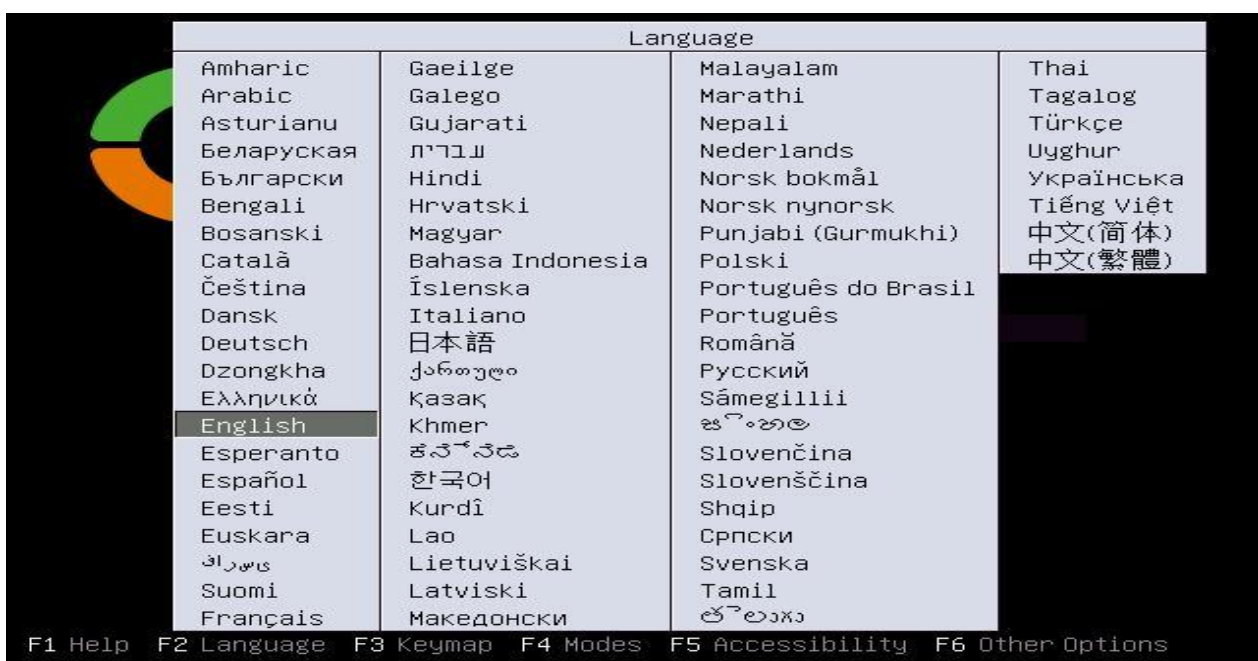 Language
Amharic
Arabic
Asturianu
Беларуская
Български
Bengali
Bosanski
Català
Čeština
Dansk
Deutsch
Dzongkha
Ελληνικά
English
Esperanto
Español
Eesti
Euskara
فارسی
Suomi
Français
Gaeilge
Galego
Gujarati
עברית
Hindi
Hrvatski
Magyar
Bahasa Indonesia
Íslenska
Italiano
日本語
ქართული
Қазақ
Khmer
ಕನ್ನಡ
한국어
Kurdî
Lao
Lietuviškai
Latviski
Македонски
Malayalam
Marathi
Nepali
Nederlands
Norsk bokmål
Norsk nynorsk
Punjabi (Gurmukhi)
Polski
Português do Brasil
Português
Română
Русский
Sámegillii
සිංහල
Slovenčina
Slovenščina
Shqip
Српски
Svenska
Tamil
తెలుగు
Thai
Tagalog
Türkçe
Uyghur
Українська
Tiếng Việt
中文(简体)
中文(繁體)
F1 Help F2 Language F3 Keymap F4 Modes F5 Accessibility F6 Other Options